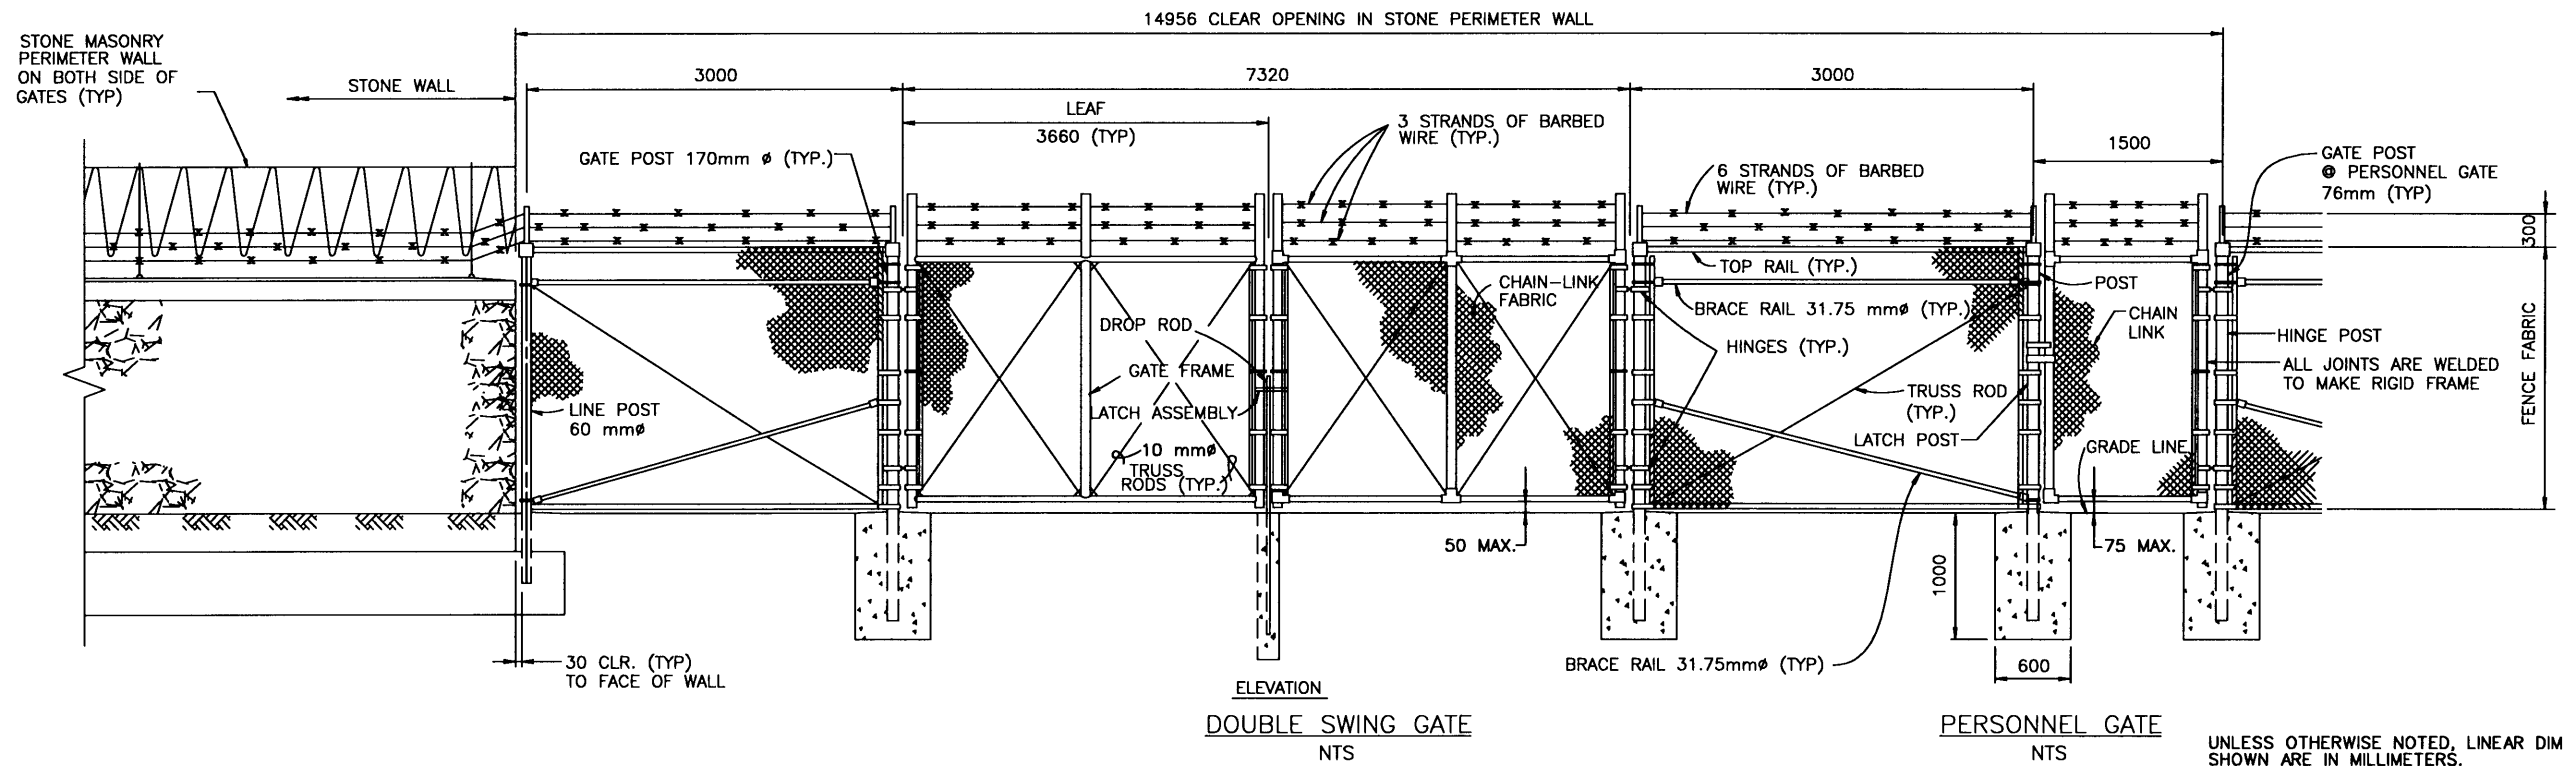 14956 CLEAR OPENING IN STONE PERIMETER WALL
STONE MASONRY
PERIMETER WALL
ON BOTH SIDE OF
GATES (TYP)
STONE WALL
3000
7320
3000
LEAF
3660 (TYP)
3 STRANDS OF BARBED
WIRE (TYP.)
1500
GATE POST 170mm ø (TYP.)
6 STRANDS OF BARBED
WIRE (TYP.)
GATE POST
@ PERSONNEL GATE
76mm (TYP)
300
TOP RAIL (TYP.)
CHAIN-LINK
FABRIC
POST
BRACE RAIL 31.75 mmø (TYP.)
DROP ROD
CHAIN
LINK
HINGE POST
HINGES (TYP.)
GATE FRAME
ALL JOINTS ARE WELDED
TO MAKE RIGID FRAME
FENCE FABRIC
LINE POST
60 mmø
LATCH ASSEMBLY
TRUSS ROD
(TYP.)
LATCH POST
10 mmø
TRUSS
RODS (TYP.)
GRADE LINE
50 MAX.
75 MAX.
1000
30 CLR. (TYP)
TO FACE OF WALL
BRACE RAIL 31.75mmø (TYP)
600
ELEVATION
DOUBLE SWING GATE
NTS
PERSONNEL GATE
NTS
UNLESS OTHERWISE NOTED, LINEAR DIM
SHOWN ARE IN MILLIMETERS.